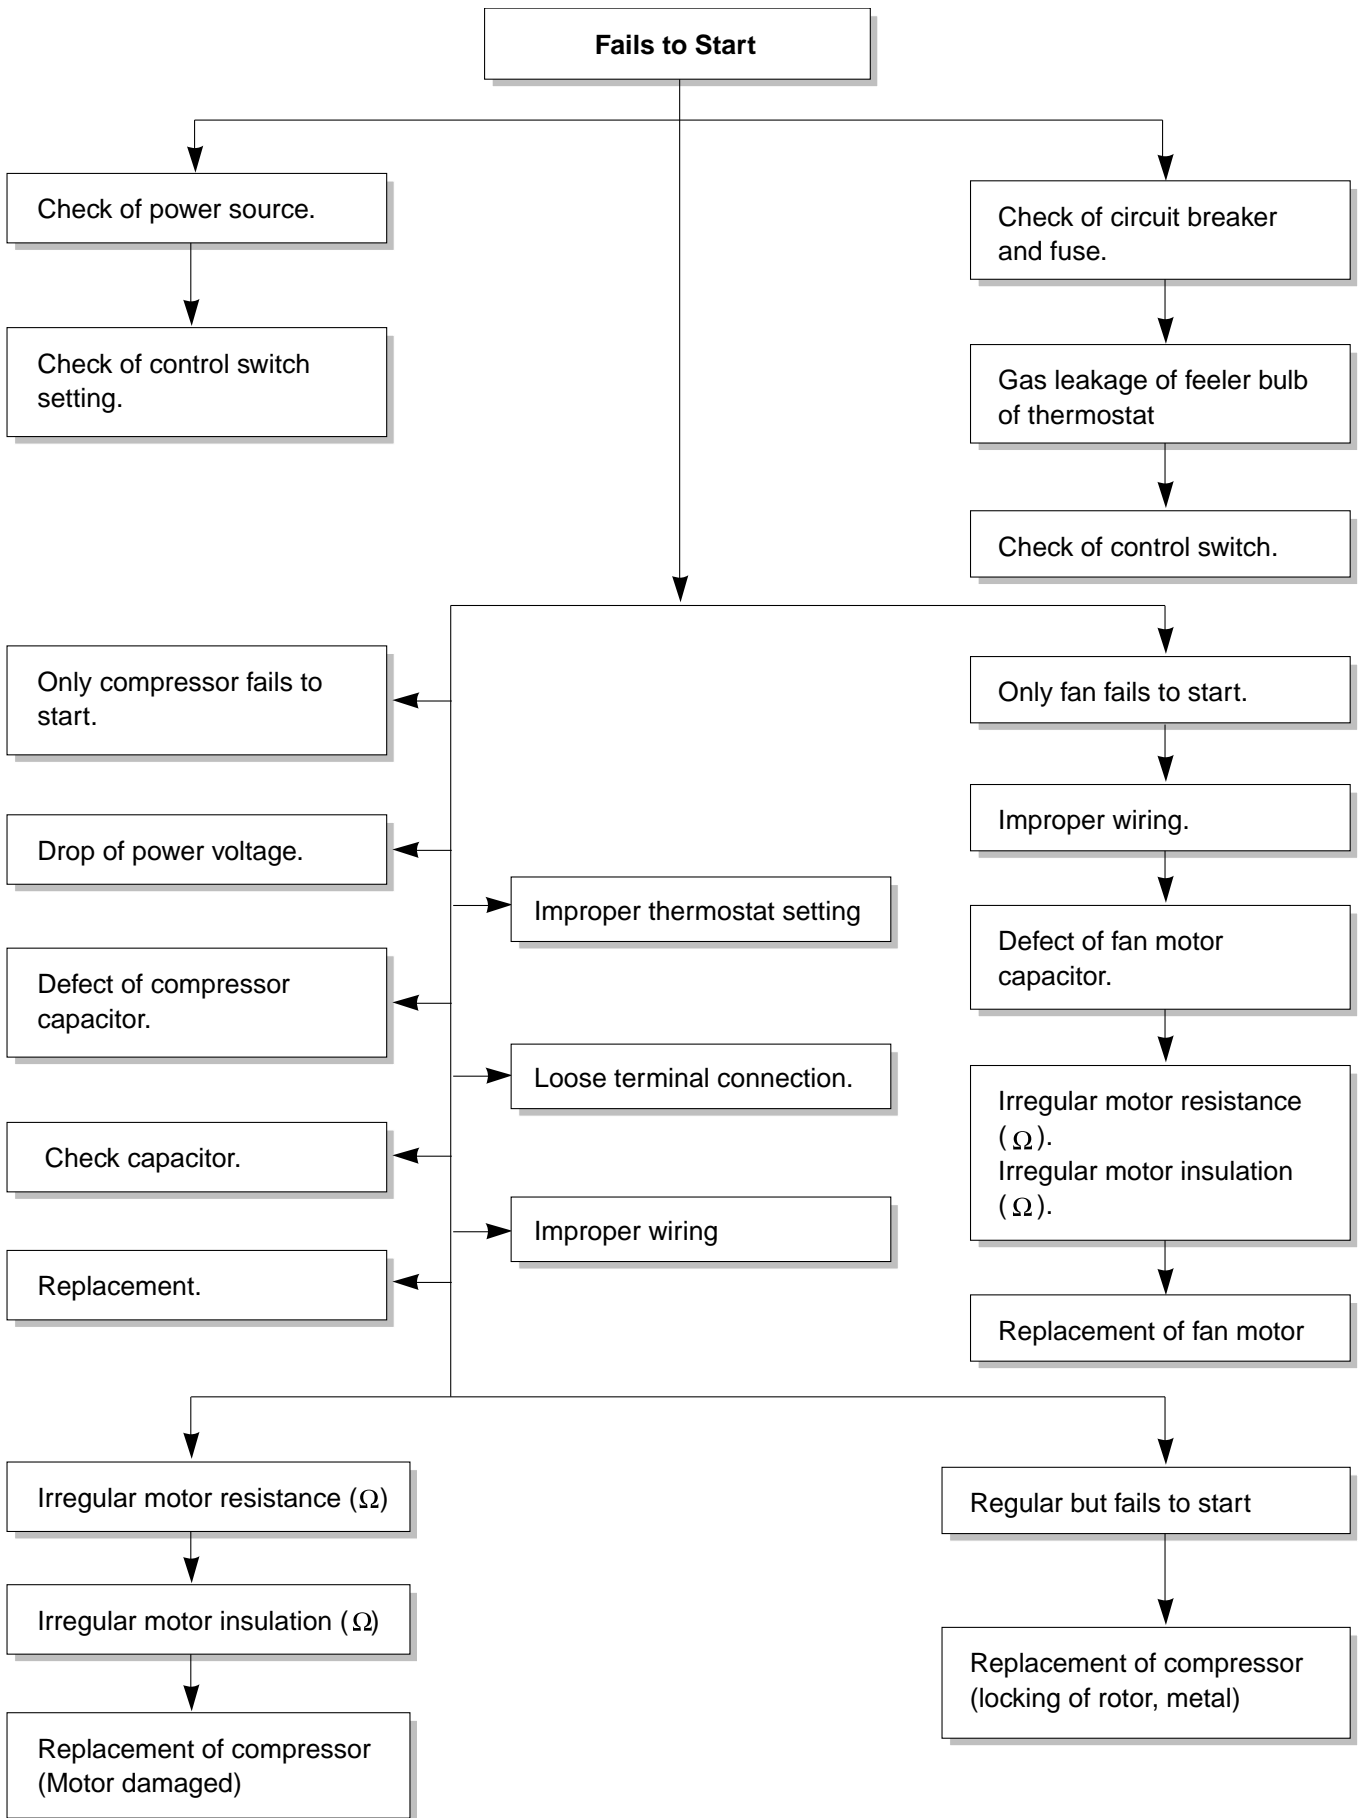 Fails to Start
Check of power source.
Check of control switch
setting.
Check of circuit breaker
and fuse.
Gas leakage of feeler bulb
of thermostat
Check of control switch.
Only compressor fails to
start.
Drop of power voltage.
Defect of compressor
capacitor.
Check capacitor.
Replacement.
Improper thermostat setting
Loose terminal connection.
Improper wiring
Only fan fails to start.
Improper wiring.
Defect of fan motor
capacitor.
Irregular motor resistance
(Ω).
Irregular motor insulation
(Ω).
Replacement of fan motor
Irregular motor resistance (Ω)
Irregular motor insulation (Ω)
Replacement of compressor
(Motor damaged)
Regular but fails to start
Replacement of compressor
(locking of rotor, metal)